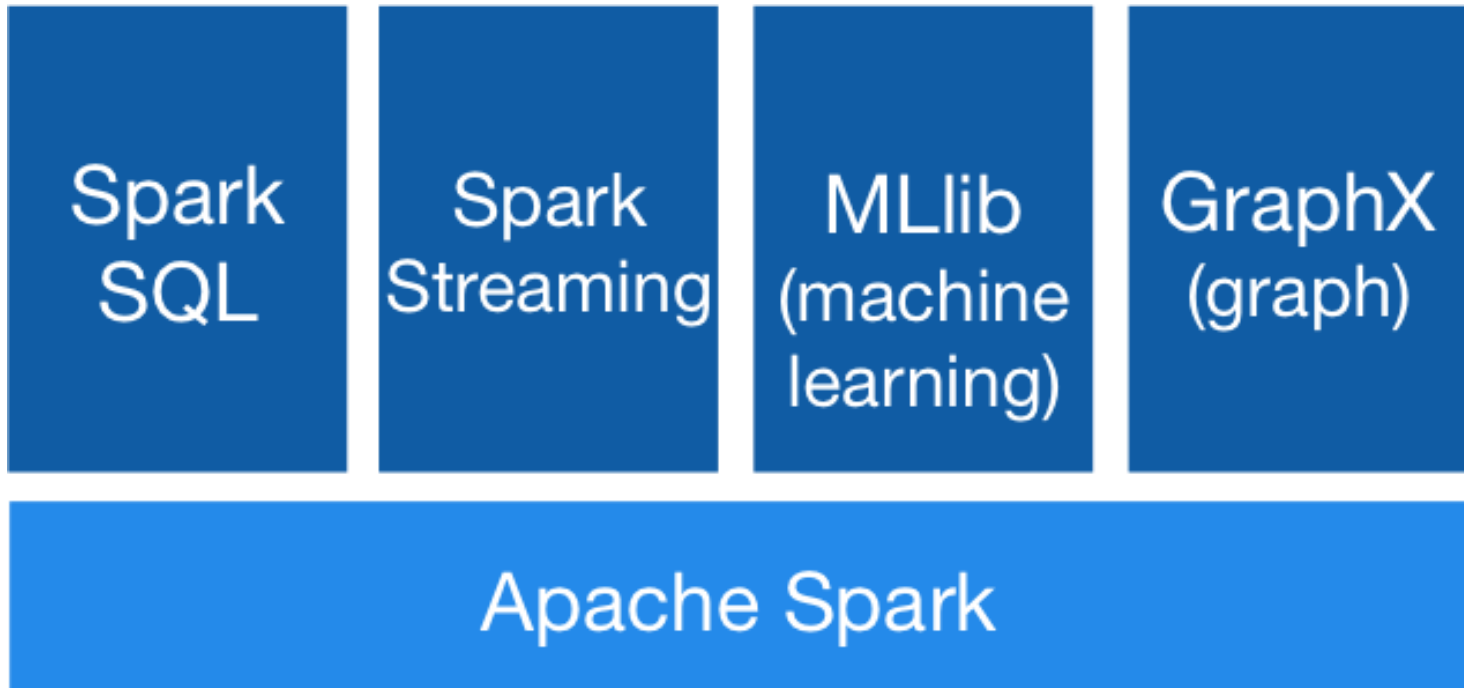 Spark
SQL
Spark
Streaming
MLlib
(machine
learning)
GraphX
(graph)
Apache Spark